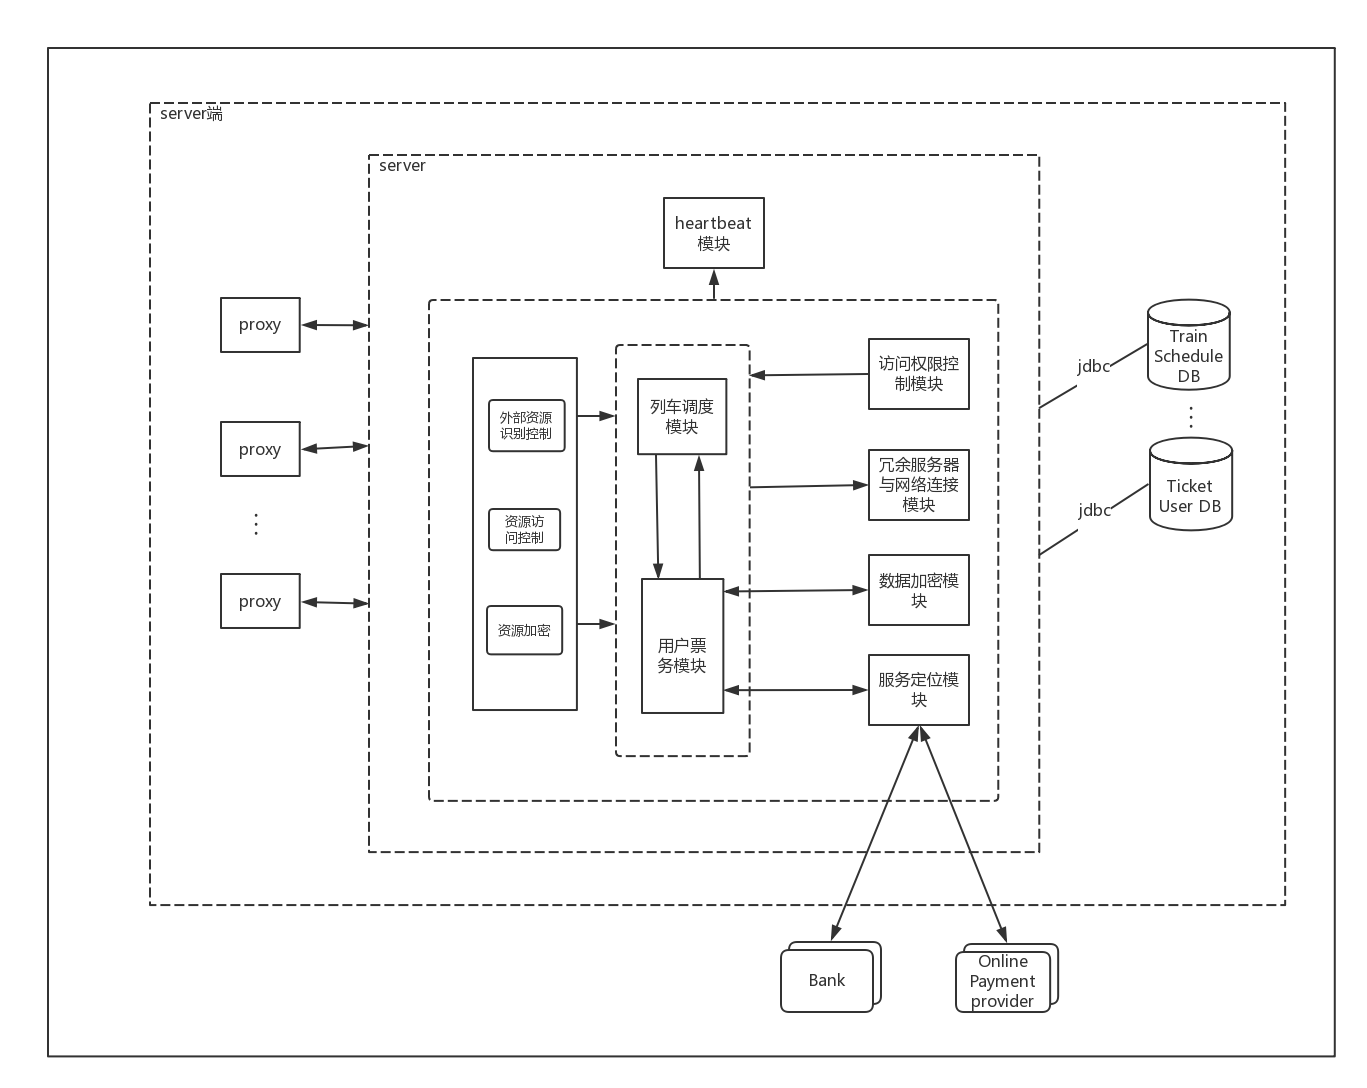 server端
server
heartbeat
模块
proxy
proxy
⋮
proxy
外部资源
识别控制
资源访
问控制
资源加密
列车调度
模块
用户票
务模块
访问权限控
制模块
冗余服务器
与网络连接
模块
数据加密模
块
服务定位模
块
jdbc
Train
Schedule
DB
⋮
jdbc
Ticket
User DB
Bank
Online
Payment
provider